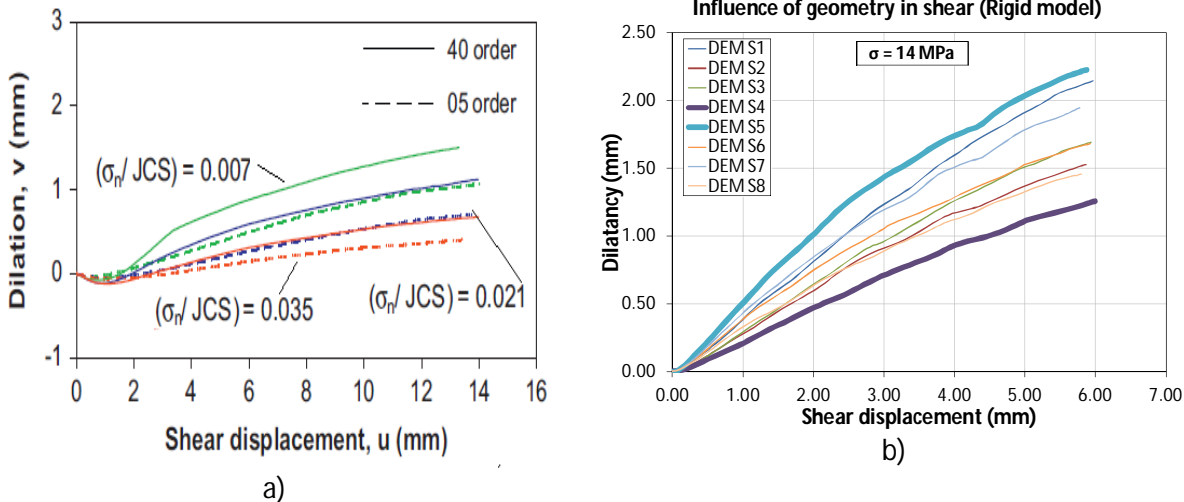 3
2
1
0
-1
Dilation, v (mm)
40 order
05 order
(σn/ JCS) = 0.007
(σn/ JCS) = 0.035
(σn/ JCS) = 0.021
0 2 4 6 8 10 12 14 16
Shear displacement, u (mm)
a)
Influence of geometry in shear (Rigid model)
2.50
2.00
1.50
1.00
0.50
0.00
Dilatancy (mm)
DEM S1
DEM S2
DEM S3
DEM S4
DEM S5
DEM S6
DEM S7
DEM S8
σ = 14 MPa
0.00 1.00 2.00 3.00 4.00 5.00 6.00 7.00
Shear displacement (mm)
b)